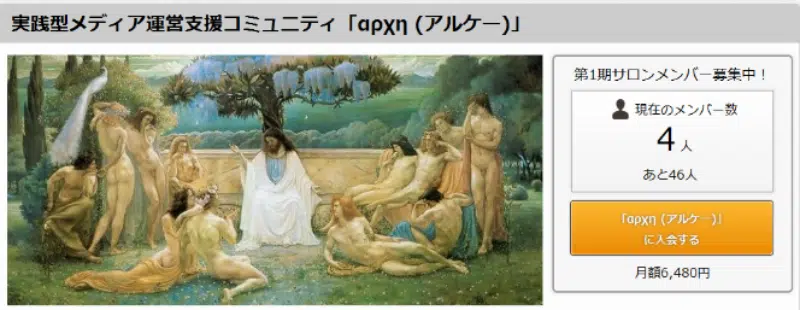 実践型メディア運営支援コミュニティ「αρχη (アルケー)」
第1期サロンメンバー募集中！
現在のメンバー数
4 人
あと46人
「αρχη (アルケー)」
に入会する
月額6,480円